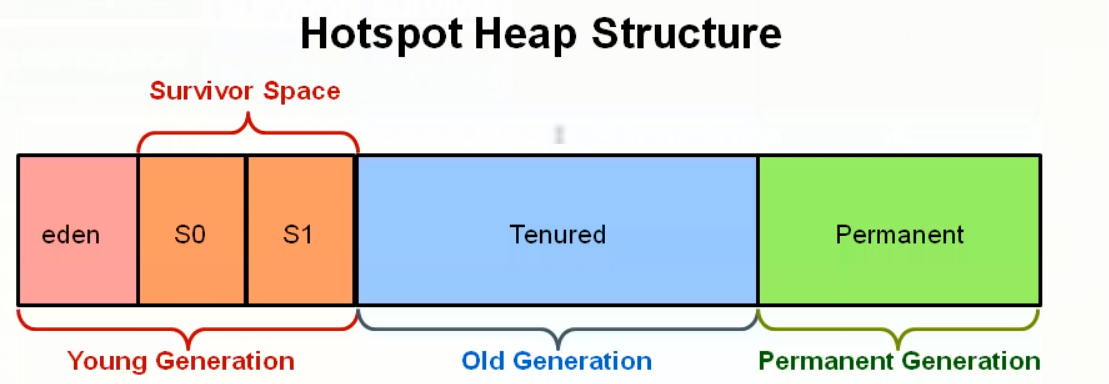 Hotspot Heap Structure
Survivor Space
eden
S0
S1
Tenured
Permanent
Young Generation
Old Generation
Permanent Generation